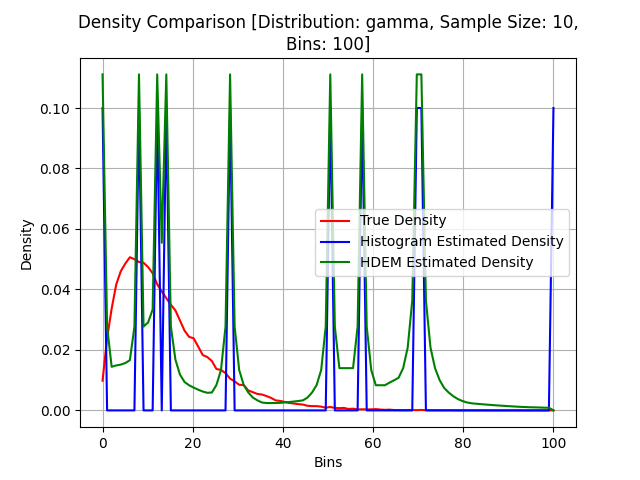 Density Comparison [Distribution: gamma, Sample Size: 10,
Bins: 100]
0.10
0.08
0.06
0.04
0.02
0.00
Density
True Density
Histogram Estimated Density
HDEM Estimated Density
0 20 40 60 80 100
Bins